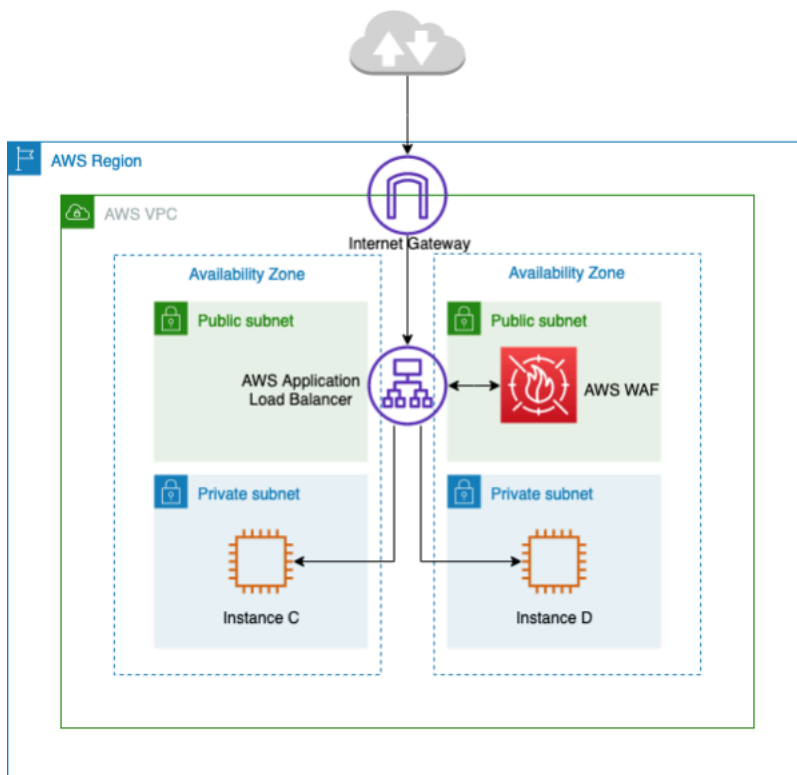 AWS Region
AWS VPC
Internet Gateway
Availability Zone
Availability Zone
Public subnet
Public subnet
AWS Application
Load Balancer
AWS WAF
Private subnet
Private subnet
Instance C
Instance D